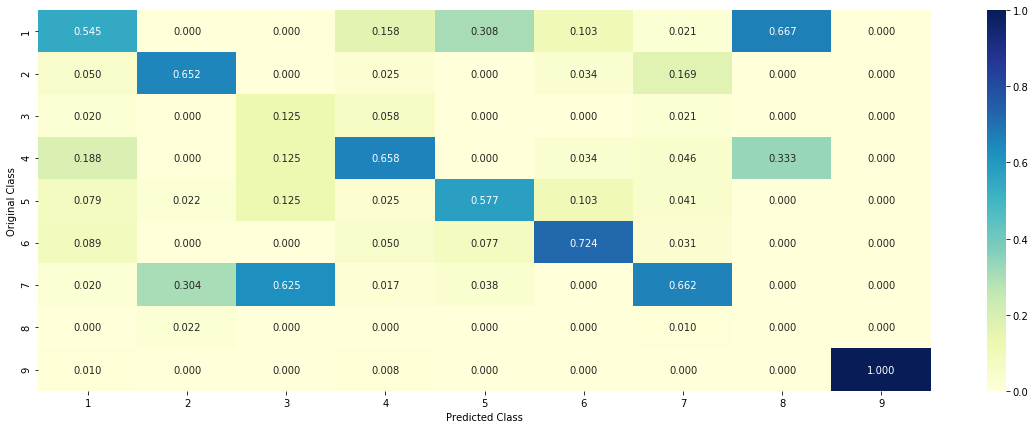 1 0.545 0.000 0.000 0.158 0.308 0.103 0.021 0.667 0.000
2 0.050 0.652 0.000 0.025 0.000 0.034 0.169 0.000 0.000
3 0.020 0.000 0.125 0.058 0.000 0.000 0.021 0.000 0.000
4 0.188 0.000 0.125 0.658 0.000 0.034 0.046 0.333 0.000
5 0.079 0.022 0.125 0.025 0.577 0.103 0.041 0.000 0.000
6 0.089 0.000 0.000 0.050 0.077 0.724 0.031 0.000 0.000
7 0.020 0.304 0.625 0.017 0.038 0.000 0.662 0.000 0.000
8 0.000 0.022 0.000 0.000 0.000 0.000 0.010 0.000 0.000
9 0.010 0.000 0.000 0.008 0.000 0.000 0.000 0.000 1.000
1 2 3 4 5 6 7 8 9
Predicted Class
Original Class
1.0
0.8
0.6
0.4
0.2
0.0